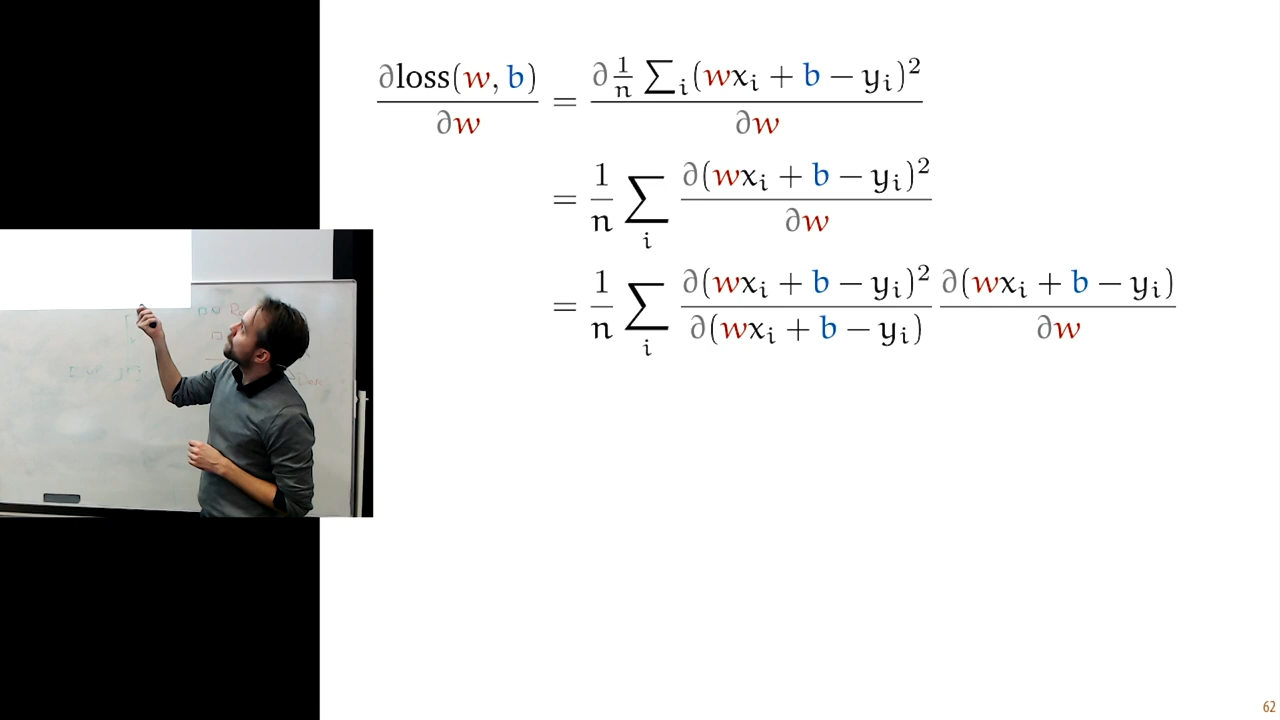 ∂loss(w, b) / ∂w = ∂ 1/n ∑ᵢ(wxᵢ + b − yᵢ)² / ∂w
= 1/n ∑ᵢ ∂(wxᵢ + b − yᵢ)² / ∂w
= 1/n ∑ᵢ ∂(wxᵢ + b − yᵢ)² / ∂(wxᵢ + b − yᵢ) ∂(wxᵢ + b − yᵢ) / ∂w
62